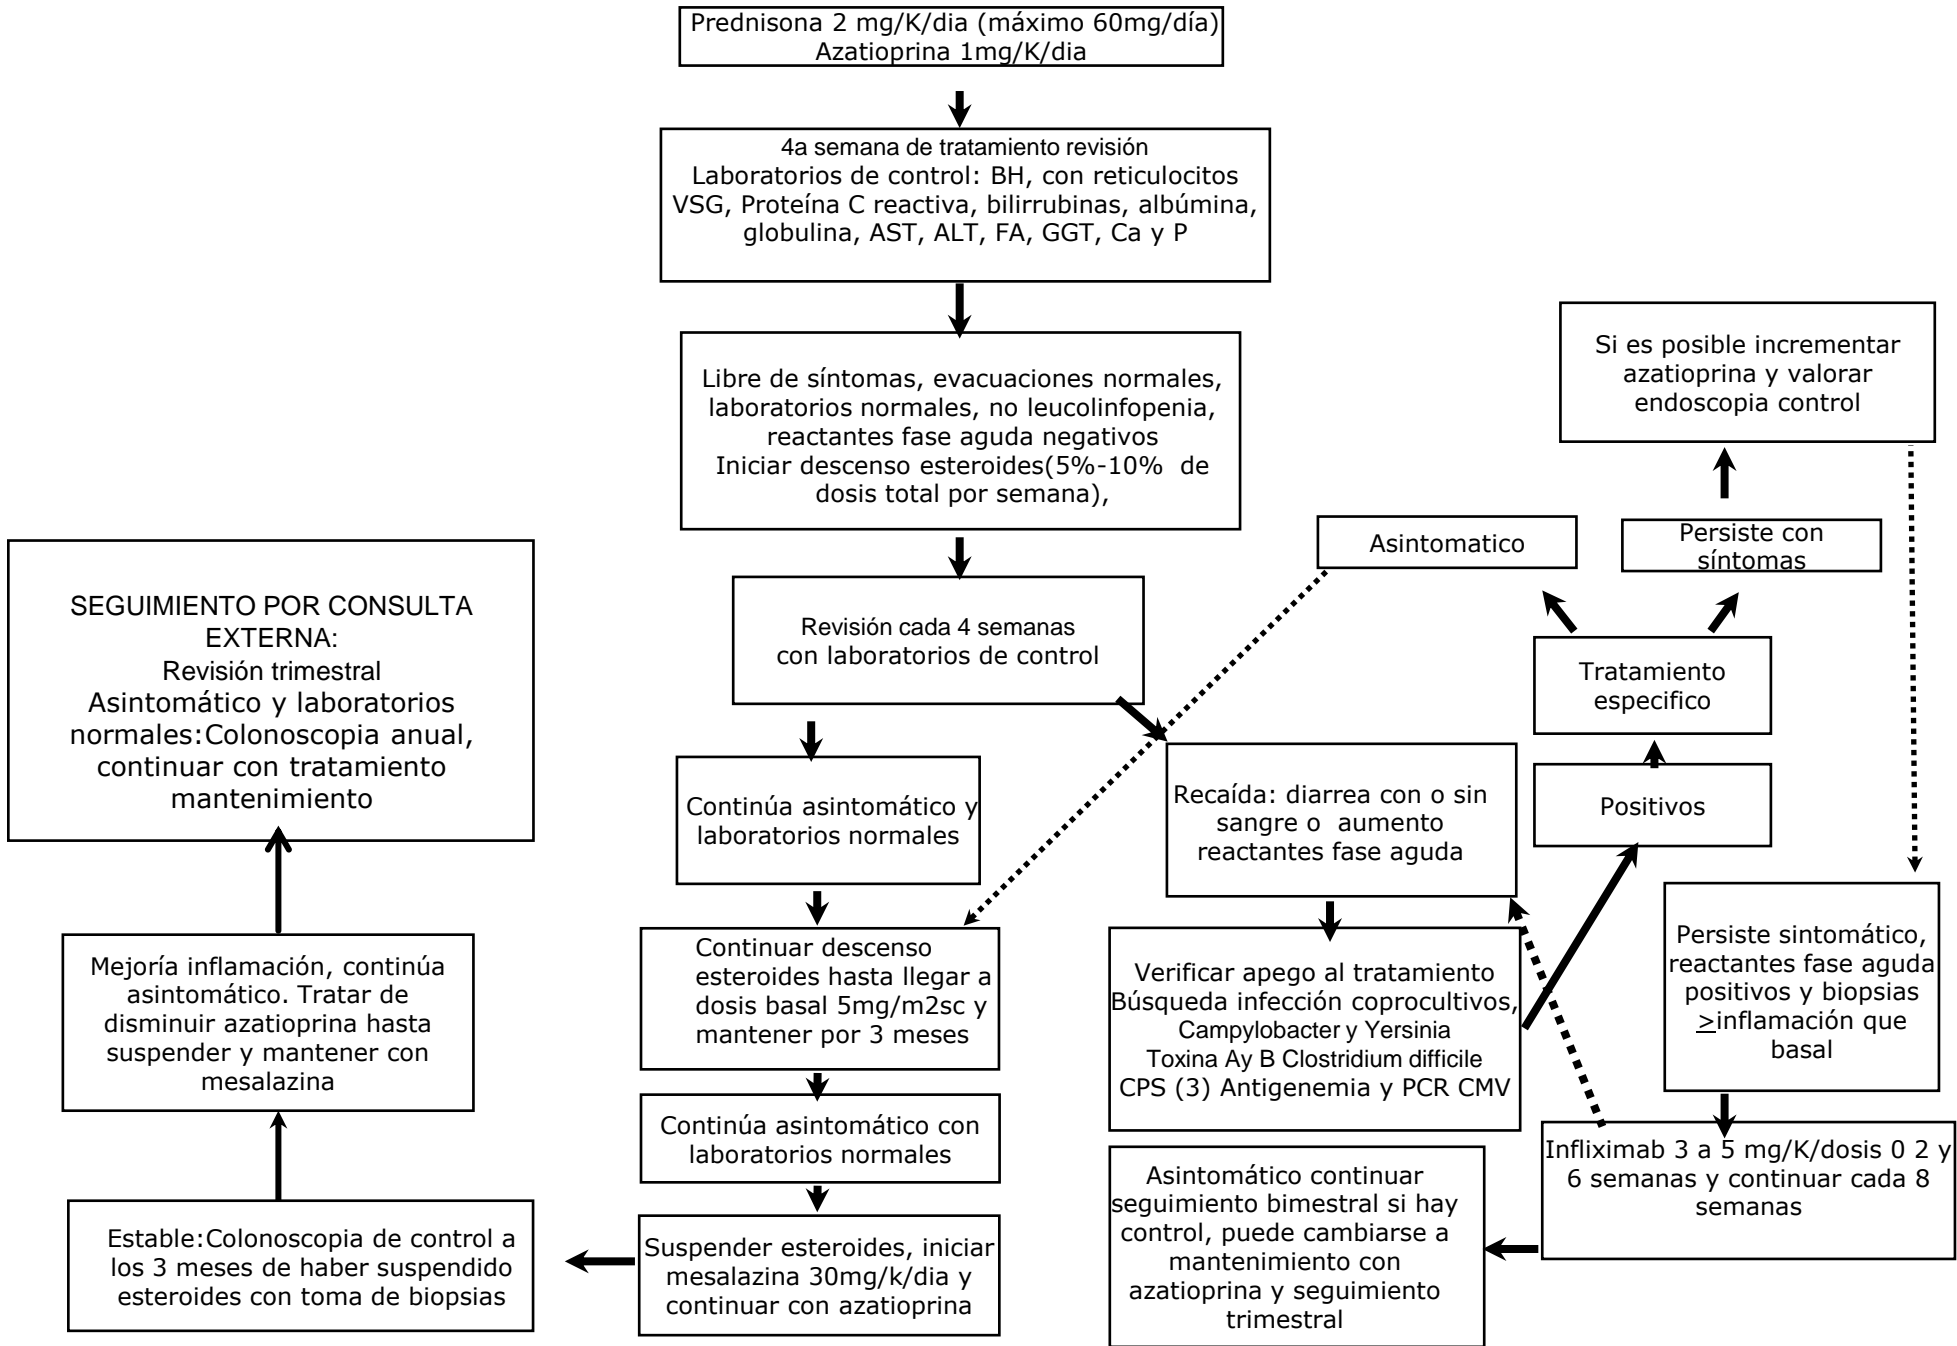 Prednisona 2 mg/K/dia (máximo 60mg/día)
Azatioprina 1mg/K/dia
4a semana de tratamiento revisión
Laboratorios de control: BH, con reticulocitos
VSG, Proteína C reactiva, bilirrubinas, albúmina,
globulina, AST, ALT, FA, GGT, Ca y P
Libre de síntomas, evacuaciones normales,
laboratorios normales, no leucolinfopenia,
reactantes fase aguda negativos
Iniciar descenso esteroides(5%-10% de
dosis total por semana),
Revisión cada 4 semanas
con laboratorios de control
Continúa asintomático y
laboratorios normales
Continuar descenso
esteroides hasta llegar a
dosis basal 5mg/m2sc y
mantener por 3 meses
Continúa asintomático con
laboratorios normales
Suspender esteroides, iniciar
mesalazina 30mg/k/dia y
continuar con azatioprina
Estable:Colonoscopia de control a
los 3 meses de haber suspendido
esteroides con toma de biopsias
Mejoría inflamación, continúa
asintomático. Tratar de
disminuir azatioprina hasta
suspender y mantener con
mesalazina
SEGUIMIENTO POR CONSULTA
EXTERNA:
Revisión trimestral
Asintomático y laboratorios
normales:Colonoscopia anual,
continuar con tratamiento
mantenimiento
Recaída: diarrea con o sin
sangre o aumento
reactantes fase aguda
Verificar apego al tratamiento
Búsqueda infección coprocultivos,
Campylobacter y Yersinia
Toxina Ay B Clostridium difficile
CPS (3) Antigenemia y PCR CMV
Positivos
Tratamiento
especifico
Asintomatico
Persiste con
síntomas
Si es posible incrementar
azatioprina y valorar
endoscopia control
Persiste sintomático,
reactantes fase aguda
positivos y biopsias
>inflamación que
basal
Infliximab 3 a 5 mg/K/dosis 0 2 y
6 semanas y continuar cada 8
semanas
Asintomático continuar
seguimiento bimestral si hay
control, puede cambiarse a
mantenimiento con
azatioprina y seguimiento
trimestral